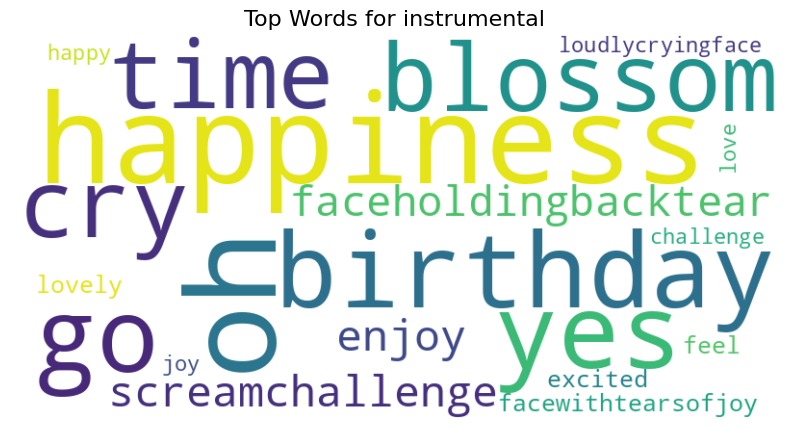 Top Words for instrumental
happy
time
blossom
loudlycryingface
happiness
love
cry
faceholdingbacktear
oh
birthday
challenge
lovely
go
joy
enjoy
yes
feel
screamchallenge
excited
facewithtearsofjoy